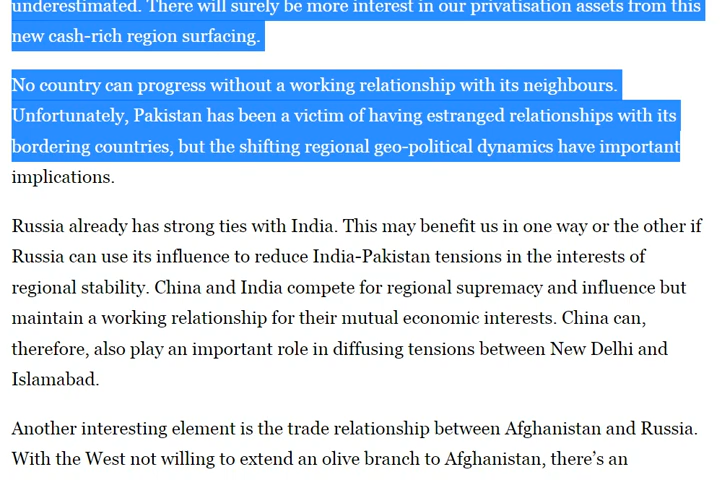 underestimated. There will surely be more interest in our privatisation assets from this
new cash-rich region surfacing.
No country can progress without a working relationship with its neighbours.
Unfortunately, Pakistan has been a victim of having estranged relationships with its
bordering countries, but the shifting regional geo-political dynamics have important
implications.
Russia already has strong ties with India. This may benefit us in one way or the other if
Russia can use its influence to reduce India-Pakistan tensions in the interests of
regional stability. China and India compete for regional supremacy and influence but
maintain a working relationship for their mutual economic interests. China can,
therefore, also play an important role in diffusing tensions between New Delhi and
Islamabad.
Another interesting element is the trade relationship between Afghanistan and Russia.
With the West not willing to extend an olive branch to Afghanistan, there’s an